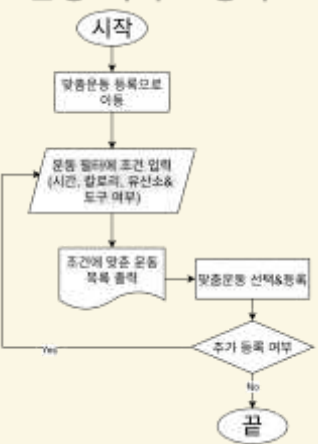 시작
맞춤운동 등록으로
이동
운동 필터에 조건 입력
(시간, 칼로리, 유산소&
도구 여부)
조건에 맞춘 운동
목록 출력
맞춤운동 선택&등록
추가 등록 여부
Yes
No
끝